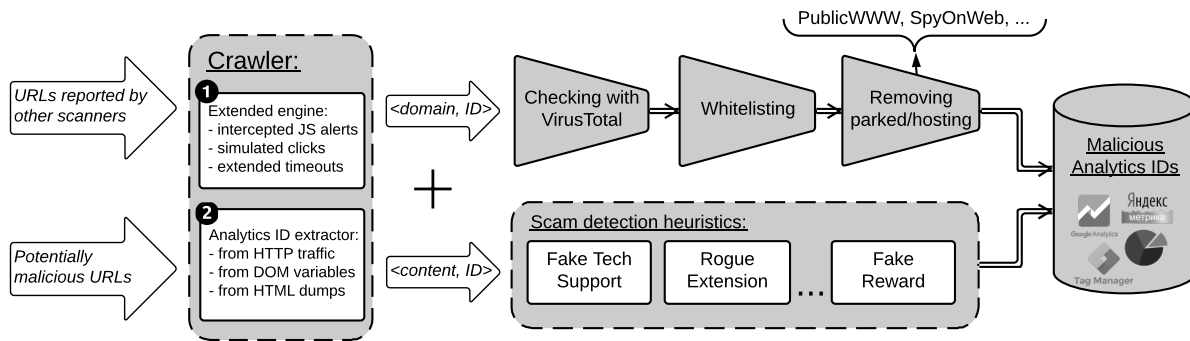 PublicWWW, SpyOnWeb, ...
URLs reported by
other scanners
Potentially
malicious URLs
Crawler:
1
Extended engine:
- intercepted JS alerts
- simulated clicks
- extended timeouts
2
Analytics ID extractor:
- from HTTP traffic
- from DOM variables
- from HTML dumps
<domain, ID>
+
<content, ID>
Checking with
VirusTotal
Whitelisting
Removing
parked/hosting
Scam detection heuristics:
Fake Tech
Support
Rogue
Extension
...
Fake
Reward
Malicious
Analytics IDs
Google Analytics
Яндекс
метрика
Tag Manager